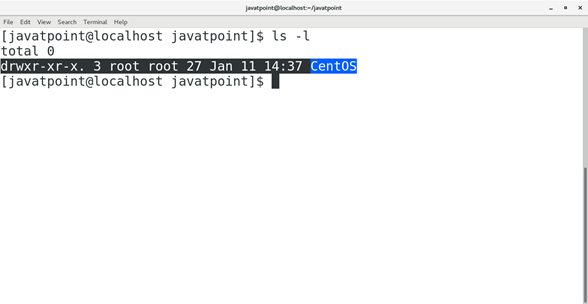 javatpoint@localhost:~/javatpoint
File Edit View Search Terminal Help
[javatpoint@localhost javatpoint]$ ls -l
total 0
drwxr-xr-x. 3 root root 27 Jan 11 14:37 CentOS
[javatpoint@localhost javatpoint]$